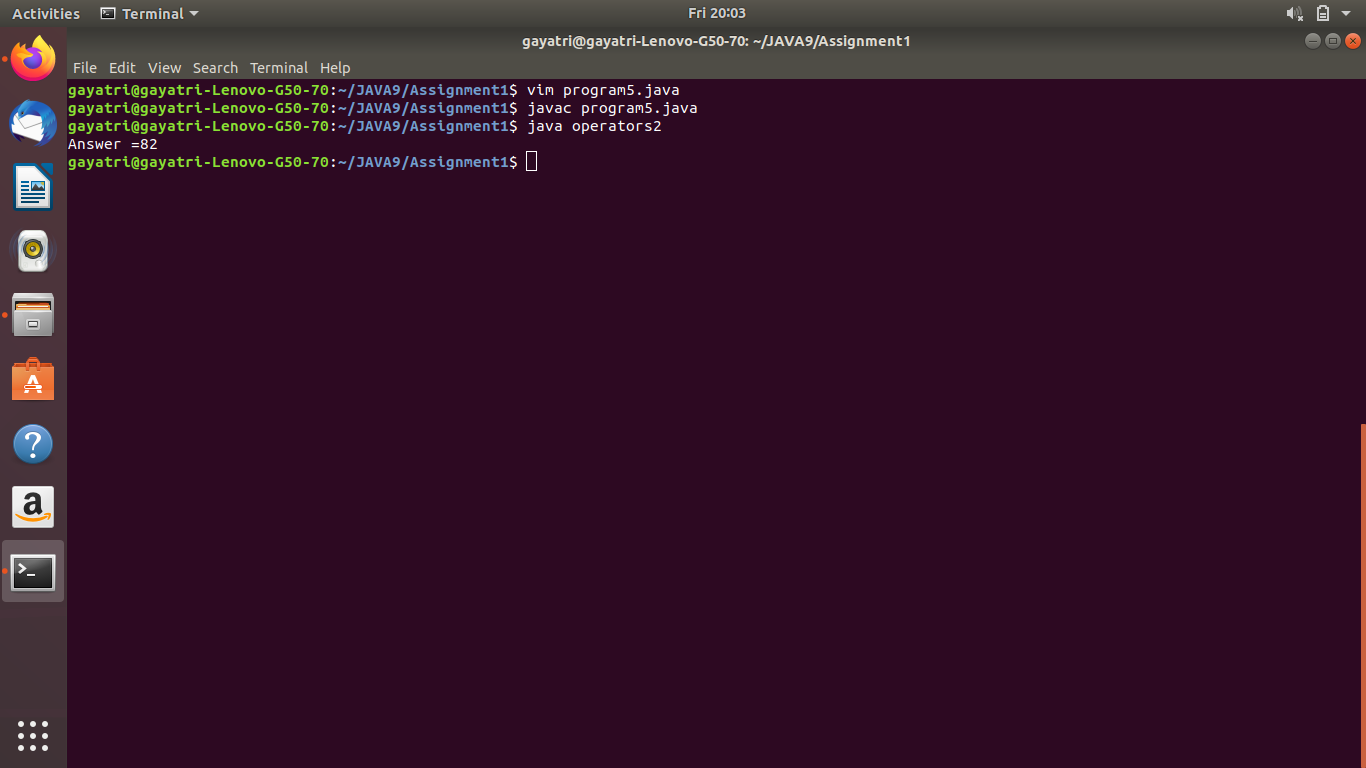 Activities Terminal Fri 20:03
gayatri@gayatri-Lenovo-G50-70: ~/JAVA9/Assignment1
File Edit View Search Terminal Help
gayatri@gayatri-Lenovo-G50-70:~/JAVA9/Assignment1$ vim program5.java
gayatri@gayatri-Lenovo-G50-70:~/JAVA9/Assignment1$ javac program5.java
gayatri@gayatri-Lenovo-G50-70:~/JAVA9/Assignment1$ java operators2
Answer =82
gayatri@gayatri-Lenovo-G50-70:~/JAVA9/Assignment1$